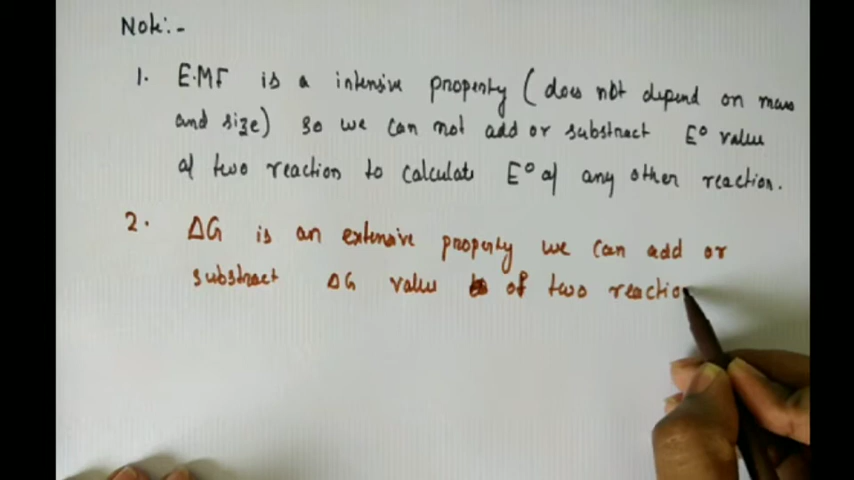 Note:-
1. E.MF is a intensive property (does not depend on mass
and size) so we can not add or substract E° value
of two reaction to calculate E° of any other reaction.
2. ΔG is an extensive property we can add or
substract ΔG value of two reaction